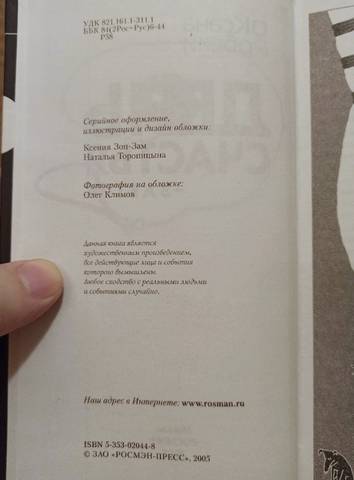 УДК 821.161.1-311.1
ББК 84(2Рос=Рус)6-44
Р58
Серийное оформление,
иллюстрации и дизайн обложки:
Ксения Зон-Зам
Наталья Торопицына
Фотография на обложке:
Олег Климов
Данная книга является
художественным произведением,
все действующие лица и события
которого вымышлены.
Любое сходство с реальными людьми
и событиями случайно.
Наш адрес в Интернете: www.rosman.ru
ISBN 5-353-02044-8
© ЗАО «РОСМЭН-ПРЕСС», 2005